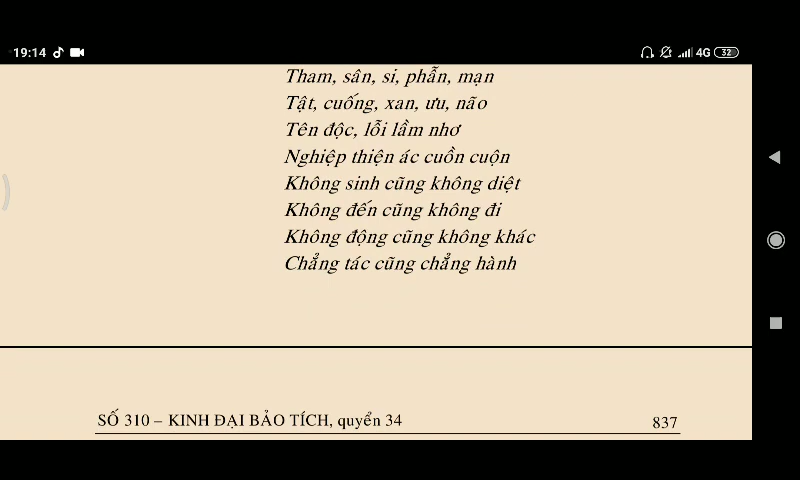 19:14
4G 32
Tham, sân, si, phẫn, mạn
Tật, cuống, xan, ưu, não
Tên độc, lỗi lầm nhơ
Nghiệp thiện ác cuồn cuộn
Không sinh cũng không diệt
Không đến cũng không đi
Không động cũng không khác
Chẳng tác cũng chẳng hành
SỐ 310 – KINH ĐẠI BẢO TÍCH, quyển 34 837